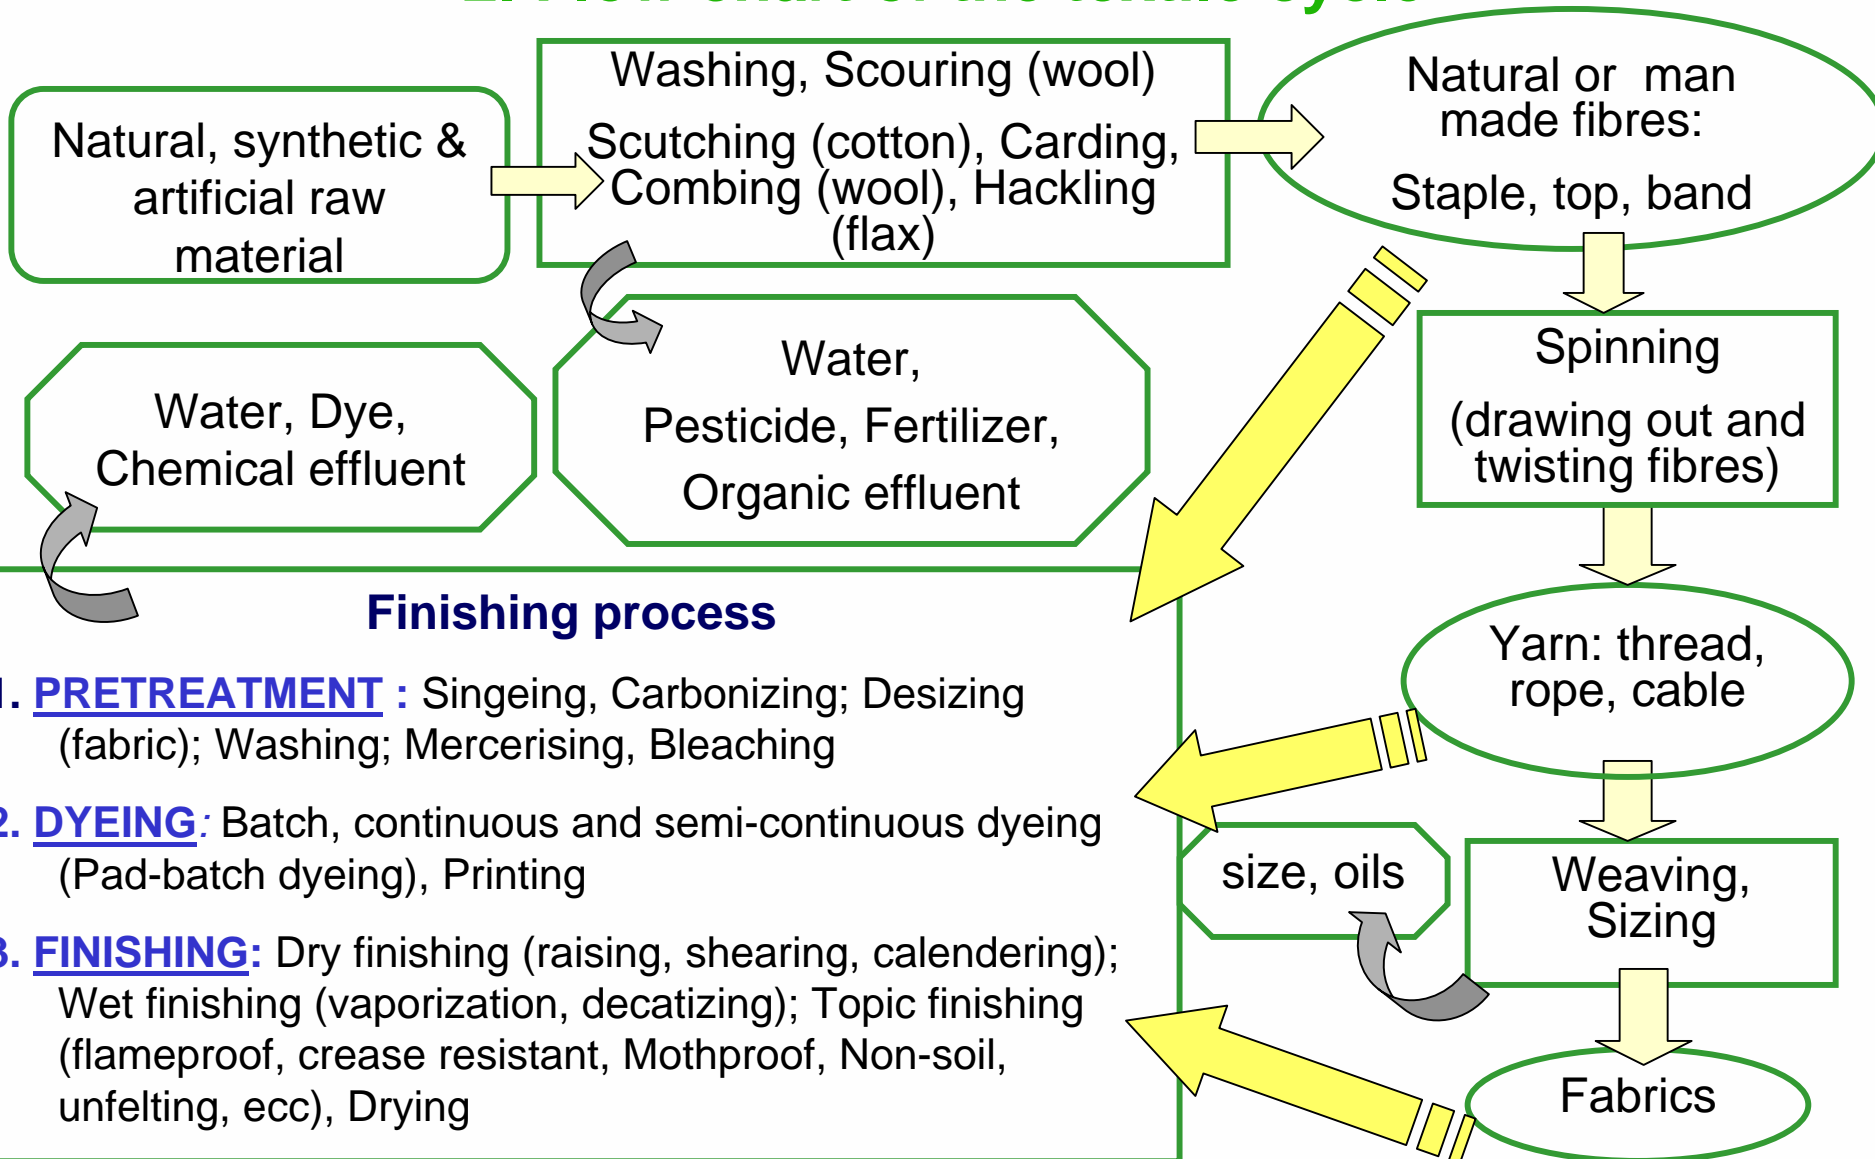 Natural, synthetic &
artificial raw
material
Washing, Scouring (wool)
Scutching (cotton), Carding,
Combing (wool), Hackling
(flax)
Natural or man
made fibres:
Staple, top, band
Water, Dye,
Chemical effluent
Water,
Pesticide, Fertilizer,
Organic effluent
Spinning
(drawing out and
twisting fibres)
Yarn: thread,
rope, cable
Finishing process
1. PRETREATMENT : Singeing, Carbonizing; Desizing
(fabric); Washing; Mercerising, Bleaching
2. DYEING: Batch, continuous and semi-continuous dyeing
(Pad-batch dyeing), Printing
3. FINISHING: Dry finishing (raising, shearing, calendering);
Wet finishing (vaporization, decatizing); Topic finishing
(flameproof, crease resistant, Mothproof, Non-soil,
unfelting, ecc), Drying
size, oils
Weaving,
Sizing
Fabrics